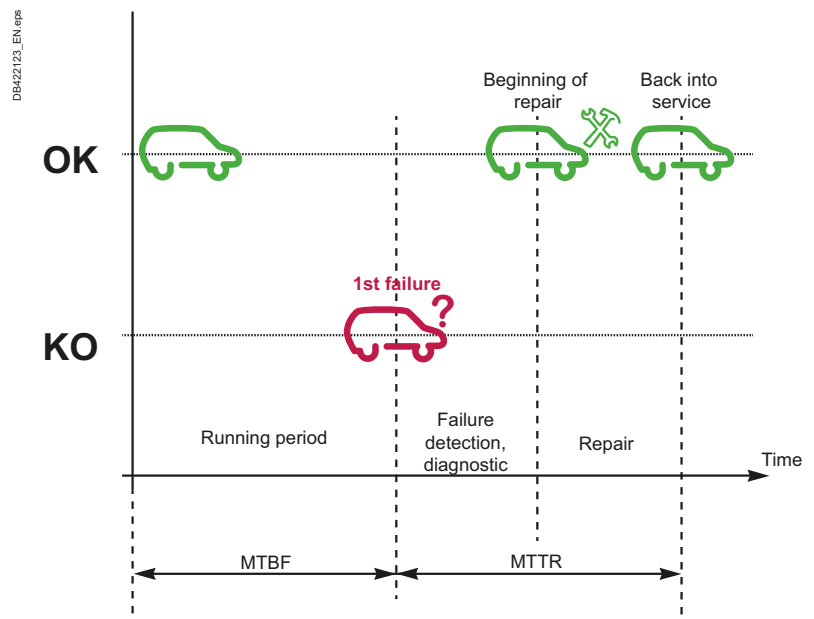 DB422123_EN.eps
Beginning of
repair
Back into
service
OK
1st failure
?
KO
Running period
Failure
detection,
diagnostic
Repair
Time
MTBF
MTTR